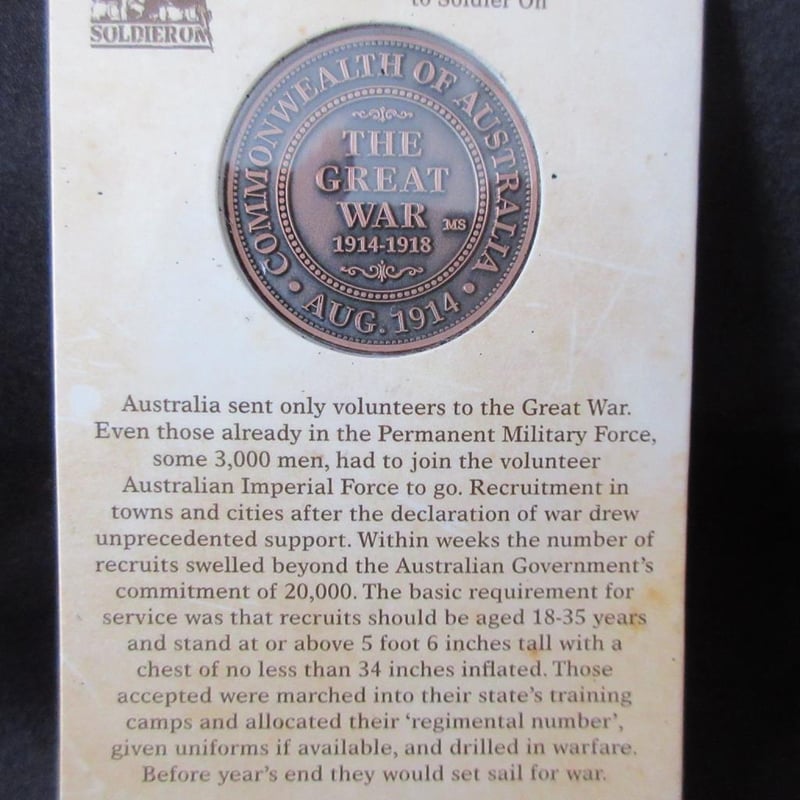 to Soldier On
SOLDIER ON
COMMONWEALTH OF AUSTRALIA
THE
GREAT
WAR
MS
1914-1918
AUG. 1914
Australia sent only volunteers to the Great War.
Even those already in the Permanent Military Force,
some 3,000 men, had to join the volunteer
Australian Imperial Force to go. Recruitment in
towns and cities after the declaration of war drew
unprecedented support. Within weeks the number of
recruits swelled beyond the Australian Government's
commitment of 20,000. The basic requirement for
service was that recruits should be aged 18-35 years
and stand at or above 5 foot 6 inches tall with a
chest of no less than 34 inches inflated. Those
accepted were marched into their state's training
camps and allocated their ‘regimental number’,
given uniforms if available, and drilled in warfare.
Before year's end they would set sail for war.